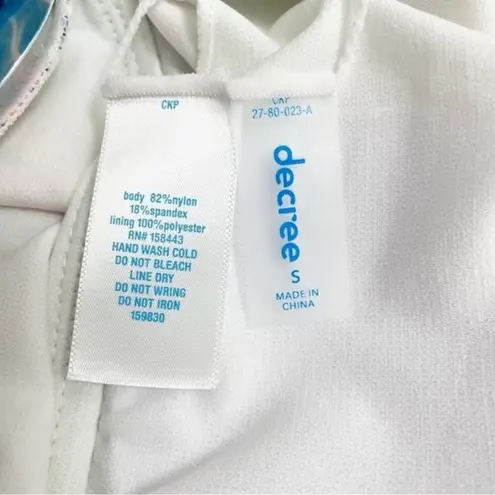 CKP
body 82%nylon
18%spandex
lining 100%polyester
RN# 158443
HAND WASH COLD
DO NOT BLEACH
LINE DRY
DO NOT WRING
DO NOT IRON
159830
CKP
27-80-023-A
decree
S
MADE IN
CHINA